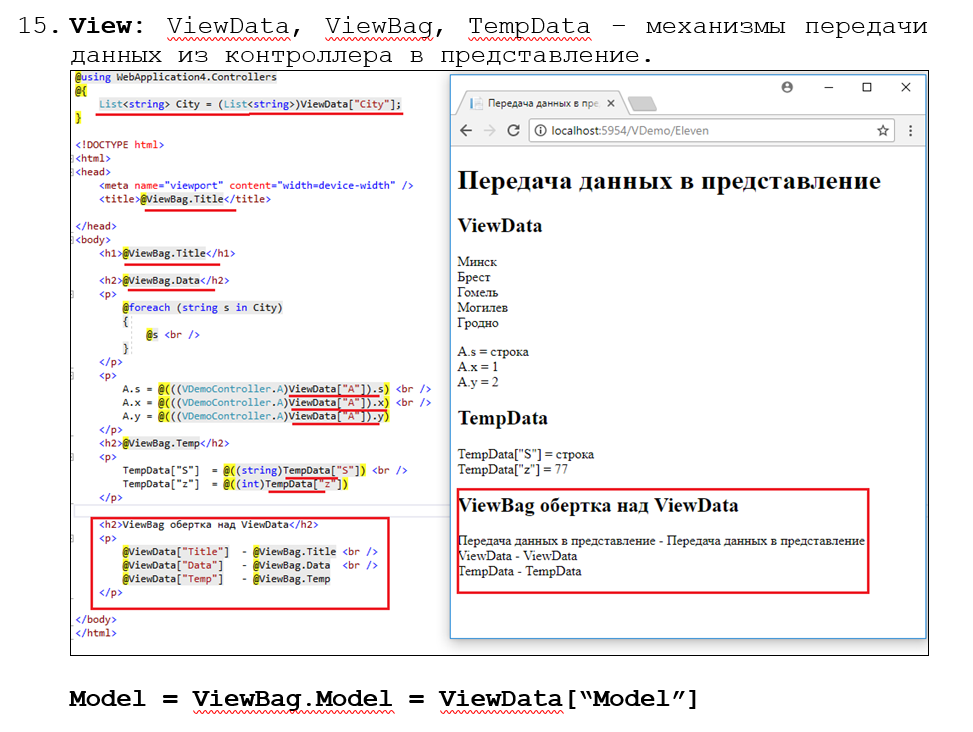 15. View: ViewData, ViewBag, TempData – механизмы передачи
данных из контроллера в представление.
@using WebApplication4.Controllers
@{
List<string> City = (List<string>)ViewData["City"];
}
<!DOCTYPE html>
<html>
<head>
<meta name="viewport" content="width=device-width" />
<title>@ViewBag.Title</title>
</head>
<body>
<h1>@ViewBag.Title</h1>
<h2>@ViewBag.Data</h2>
<p>
@foreach (string s in City)
{
@s <br />
}
</p>
<p>
A.s = @(((VDemoController.A)ViewData["A"]).s) <br />
A.x = @(((VDemoController.A)ViewData["A"]).x) <br />
A.y = @(((VDemoController.A)ViewData["A"]).y)
</p>
<h2>@ViewBag.Temp</h2>
<p>
TempData["S"] = @((string)TempData["S"]) <br />
TempData["z"] = @((int)TempData["z"])
</p>
<h2>ViewBag обертка над ViewData</h2>
<p>
@ViewData["Title"] - @ViewBag.Title <br />
@ViewData["Data"] - @ViewBag.Data <br />
@ViewData["Temp"] - @ViewBag.Temp
</p>
</body>
</html>
Передача данных в пре
localhost:5954/VDemo/Eleven
Передача данных в представление
ViewData
Минск
Брест
Гомель
Могилев
Гродно
A.s = строка
A.x = 1
A.y = 2
TempData
TempData["S"] = строка
TempData["z"] = 77
ViewBag обертка над ViewData
Передача данных в представление - Передача данных в представление
ViewData - ViewData
TempData - TempData
Model = ViewBag.Model = ViewData[“Model”]